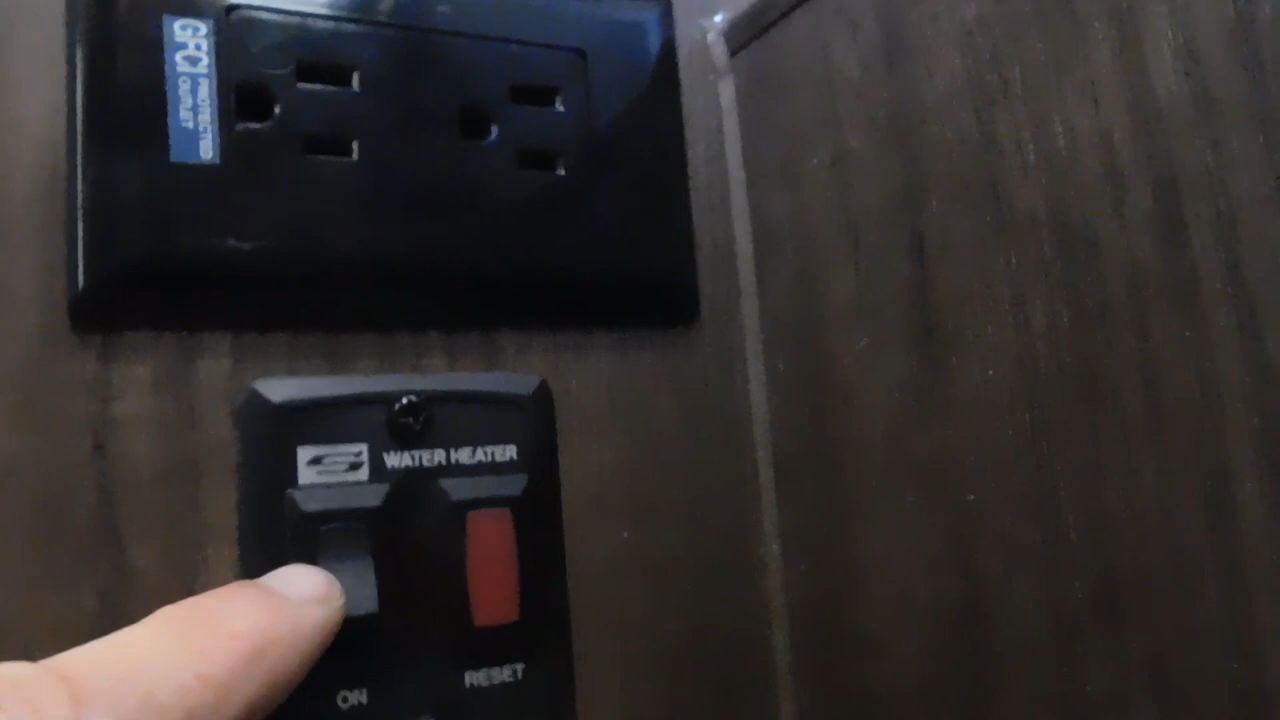 GFCI
PROTECTED
OUTLET
WATER HEATER
RESET
ON